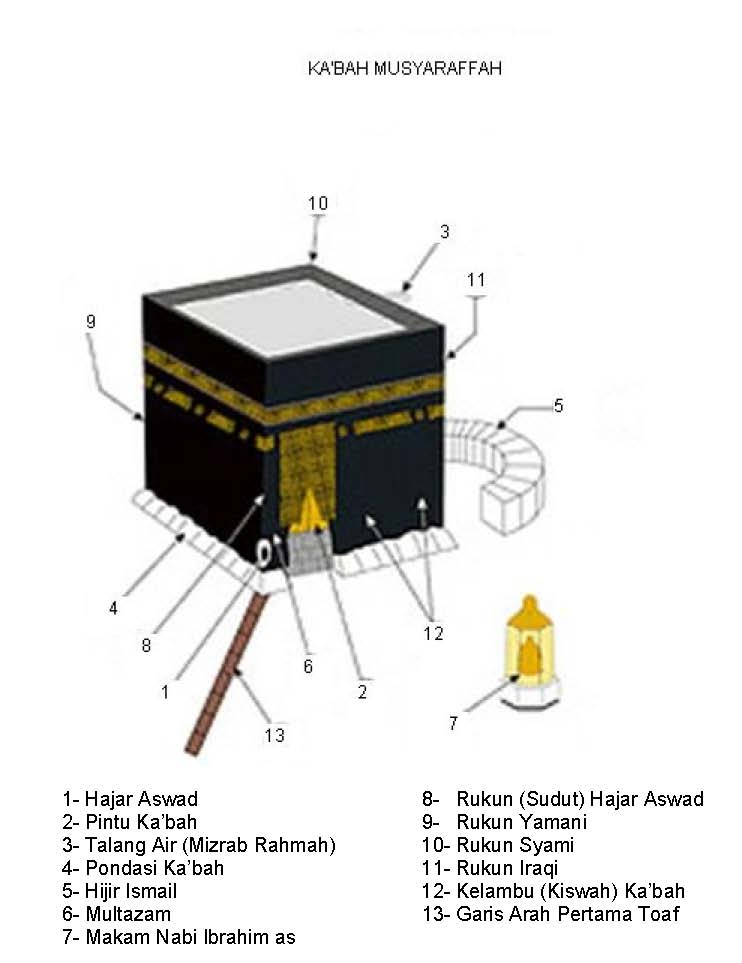 KA'BAH MUSYARAFFAH
10
3
11
9
5
4
8
12
6
1
2
7
13
1- Hajar Aswad
2- Pintu Ka’bah
3- Talang Air (Mizrab Rahmah)
4- Pondasi Ka’bah
5- Hijir Ismail
6- Multazam
7- Makam Nabi Ibrahim as
8- Rukun (Sudut) Hajar Aswad
9- Rukun Yamani
10- Rukun Syami
11- Rukun Iraqi
12- Kelambu (Kiswah) Ka’bah
13- Garis Arah Pertama Toaf